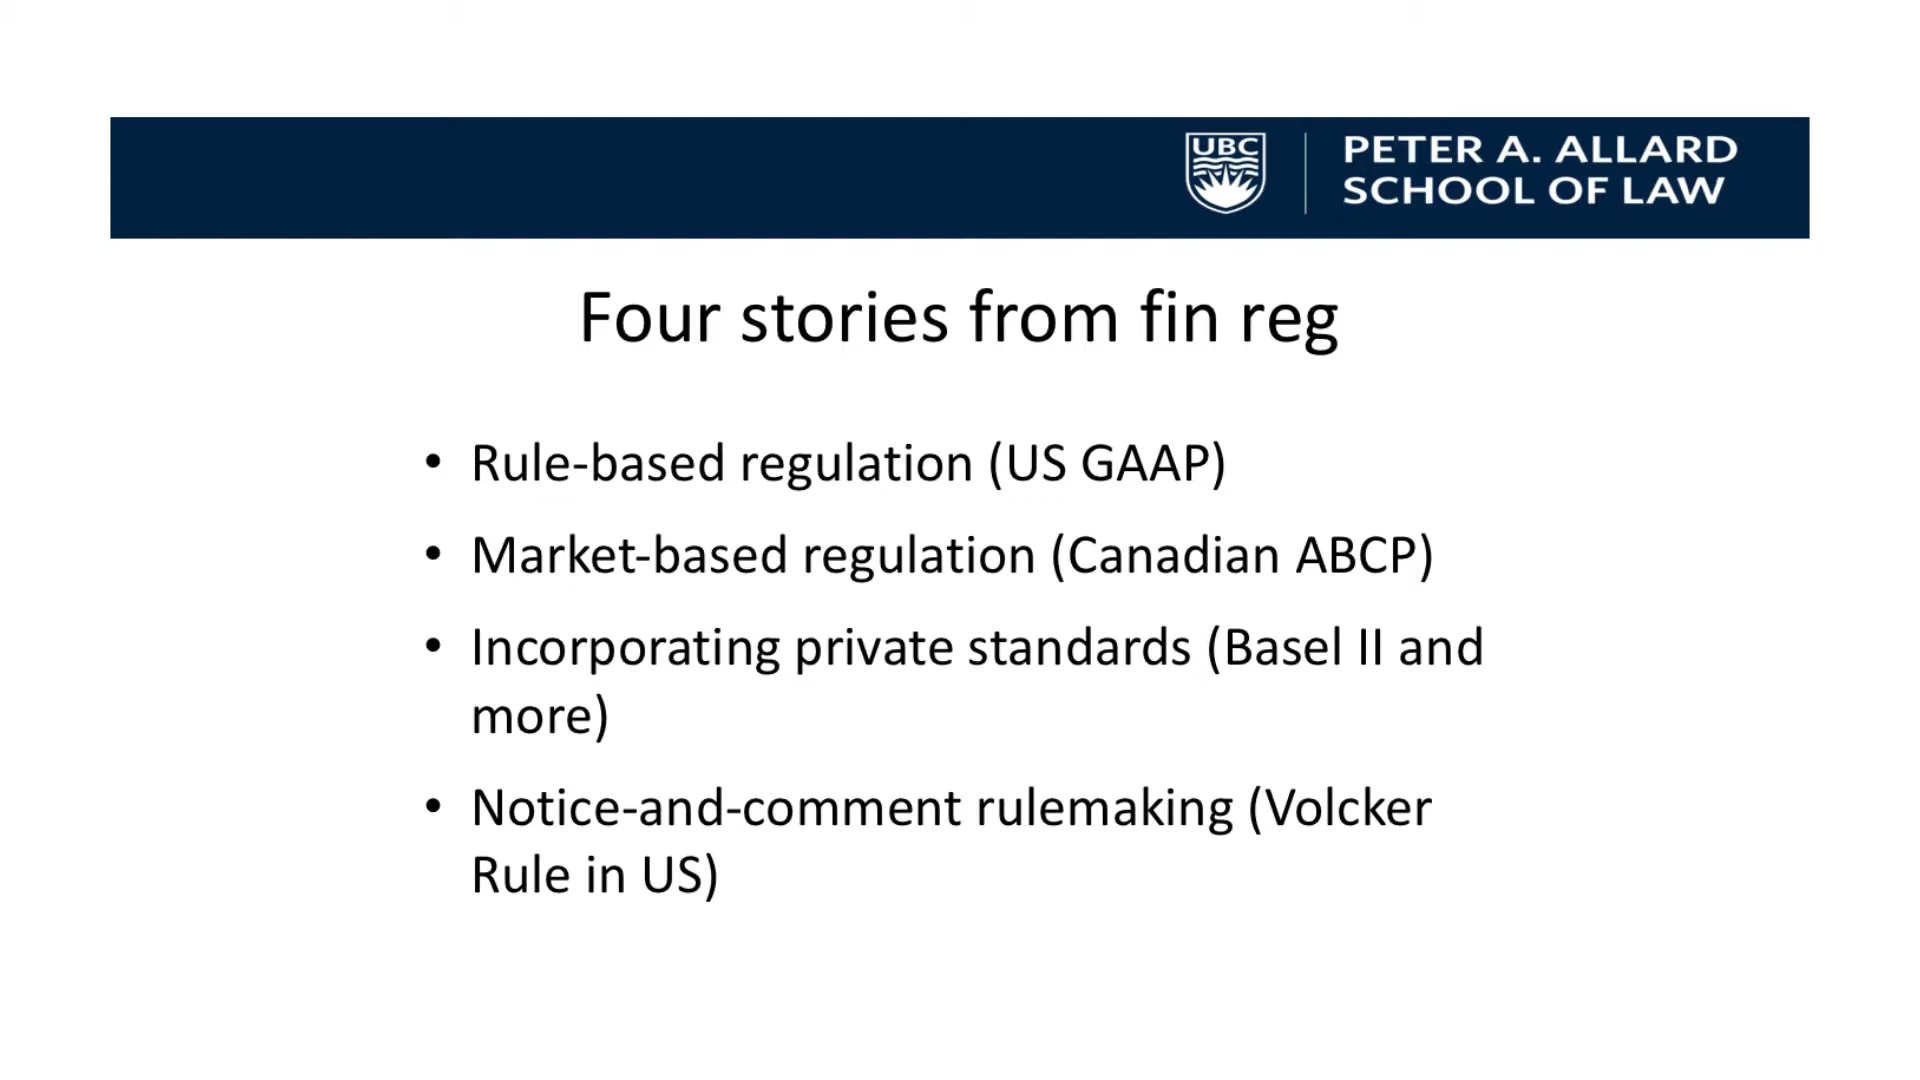 UBC
PETER A. ALLARD
SCHOOL OF LAW
Four stories from fin reg
• Rule-based regulation (US GAAP)
• Market-based regulation (Canadian ABCP)
• Incorporating private standards (Basel II and
more)
• Notice-and-comment rulemaking (Volcker
Rule in US)